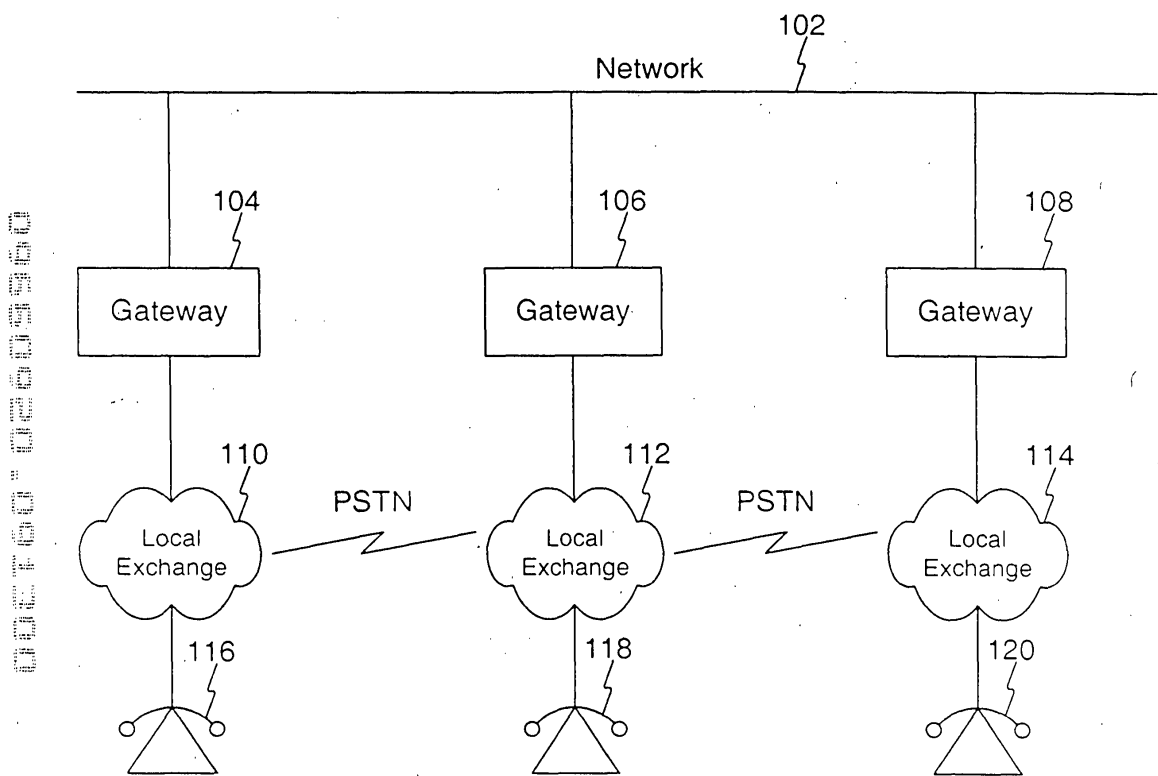 102
Network
104
106
108
Gateway
Gateway
Gateway
110
112
114
PSTN
PSTN
Local
Exchange
Local
Exchange
Local
Exchange
116
118
120